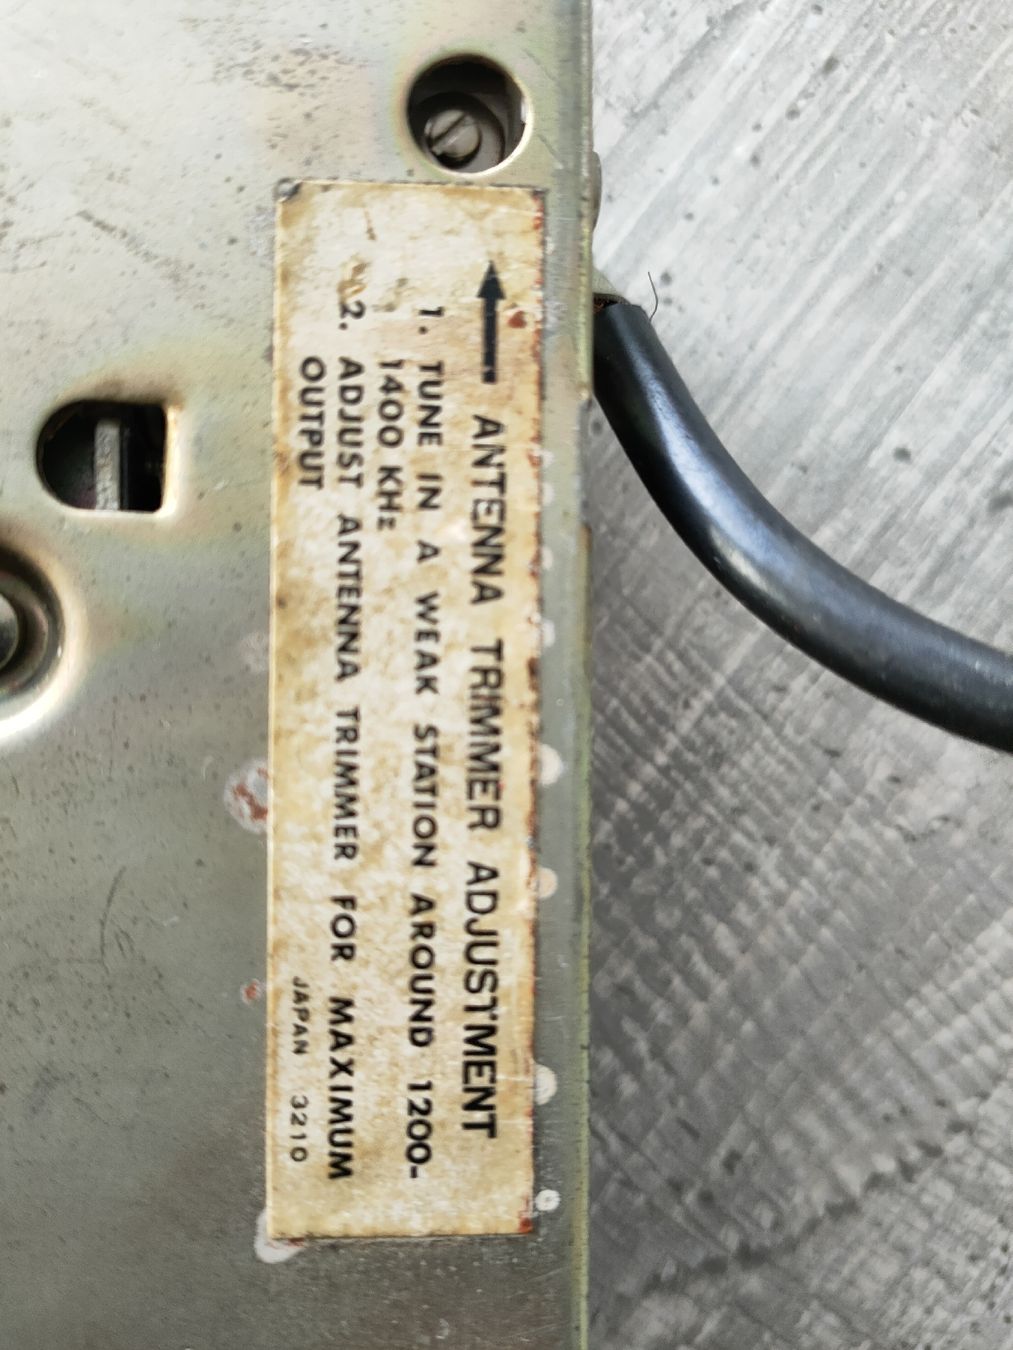 ANTENNA TRIMMER ADJUSTMENT
1. TUNE IN A WEAK STATION AROUND 1200-
1400 KHz
2. ADJUST ANTENNA TRIMMER FOR MAXIMUM
OUTPUT
JAPAN 3210